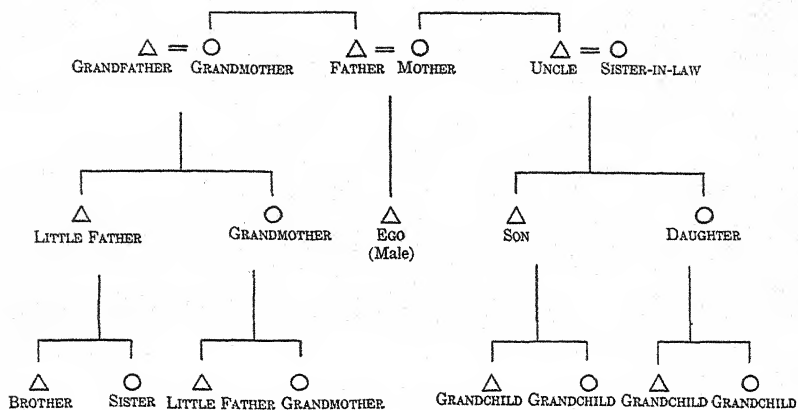 GRANDFATHER GRANDMOTHER FATHER MOTHER UNCLE SISTER-IN-LAW
LITTLE FATHER GRANDMOTHER EGO SON DAUGHTER
(Male)
BROTHER SISTER LITTLE FATHER GRANDMOTHER GRANDCHILD GRANDCHILD GRANDCHILD GRANDCHILD